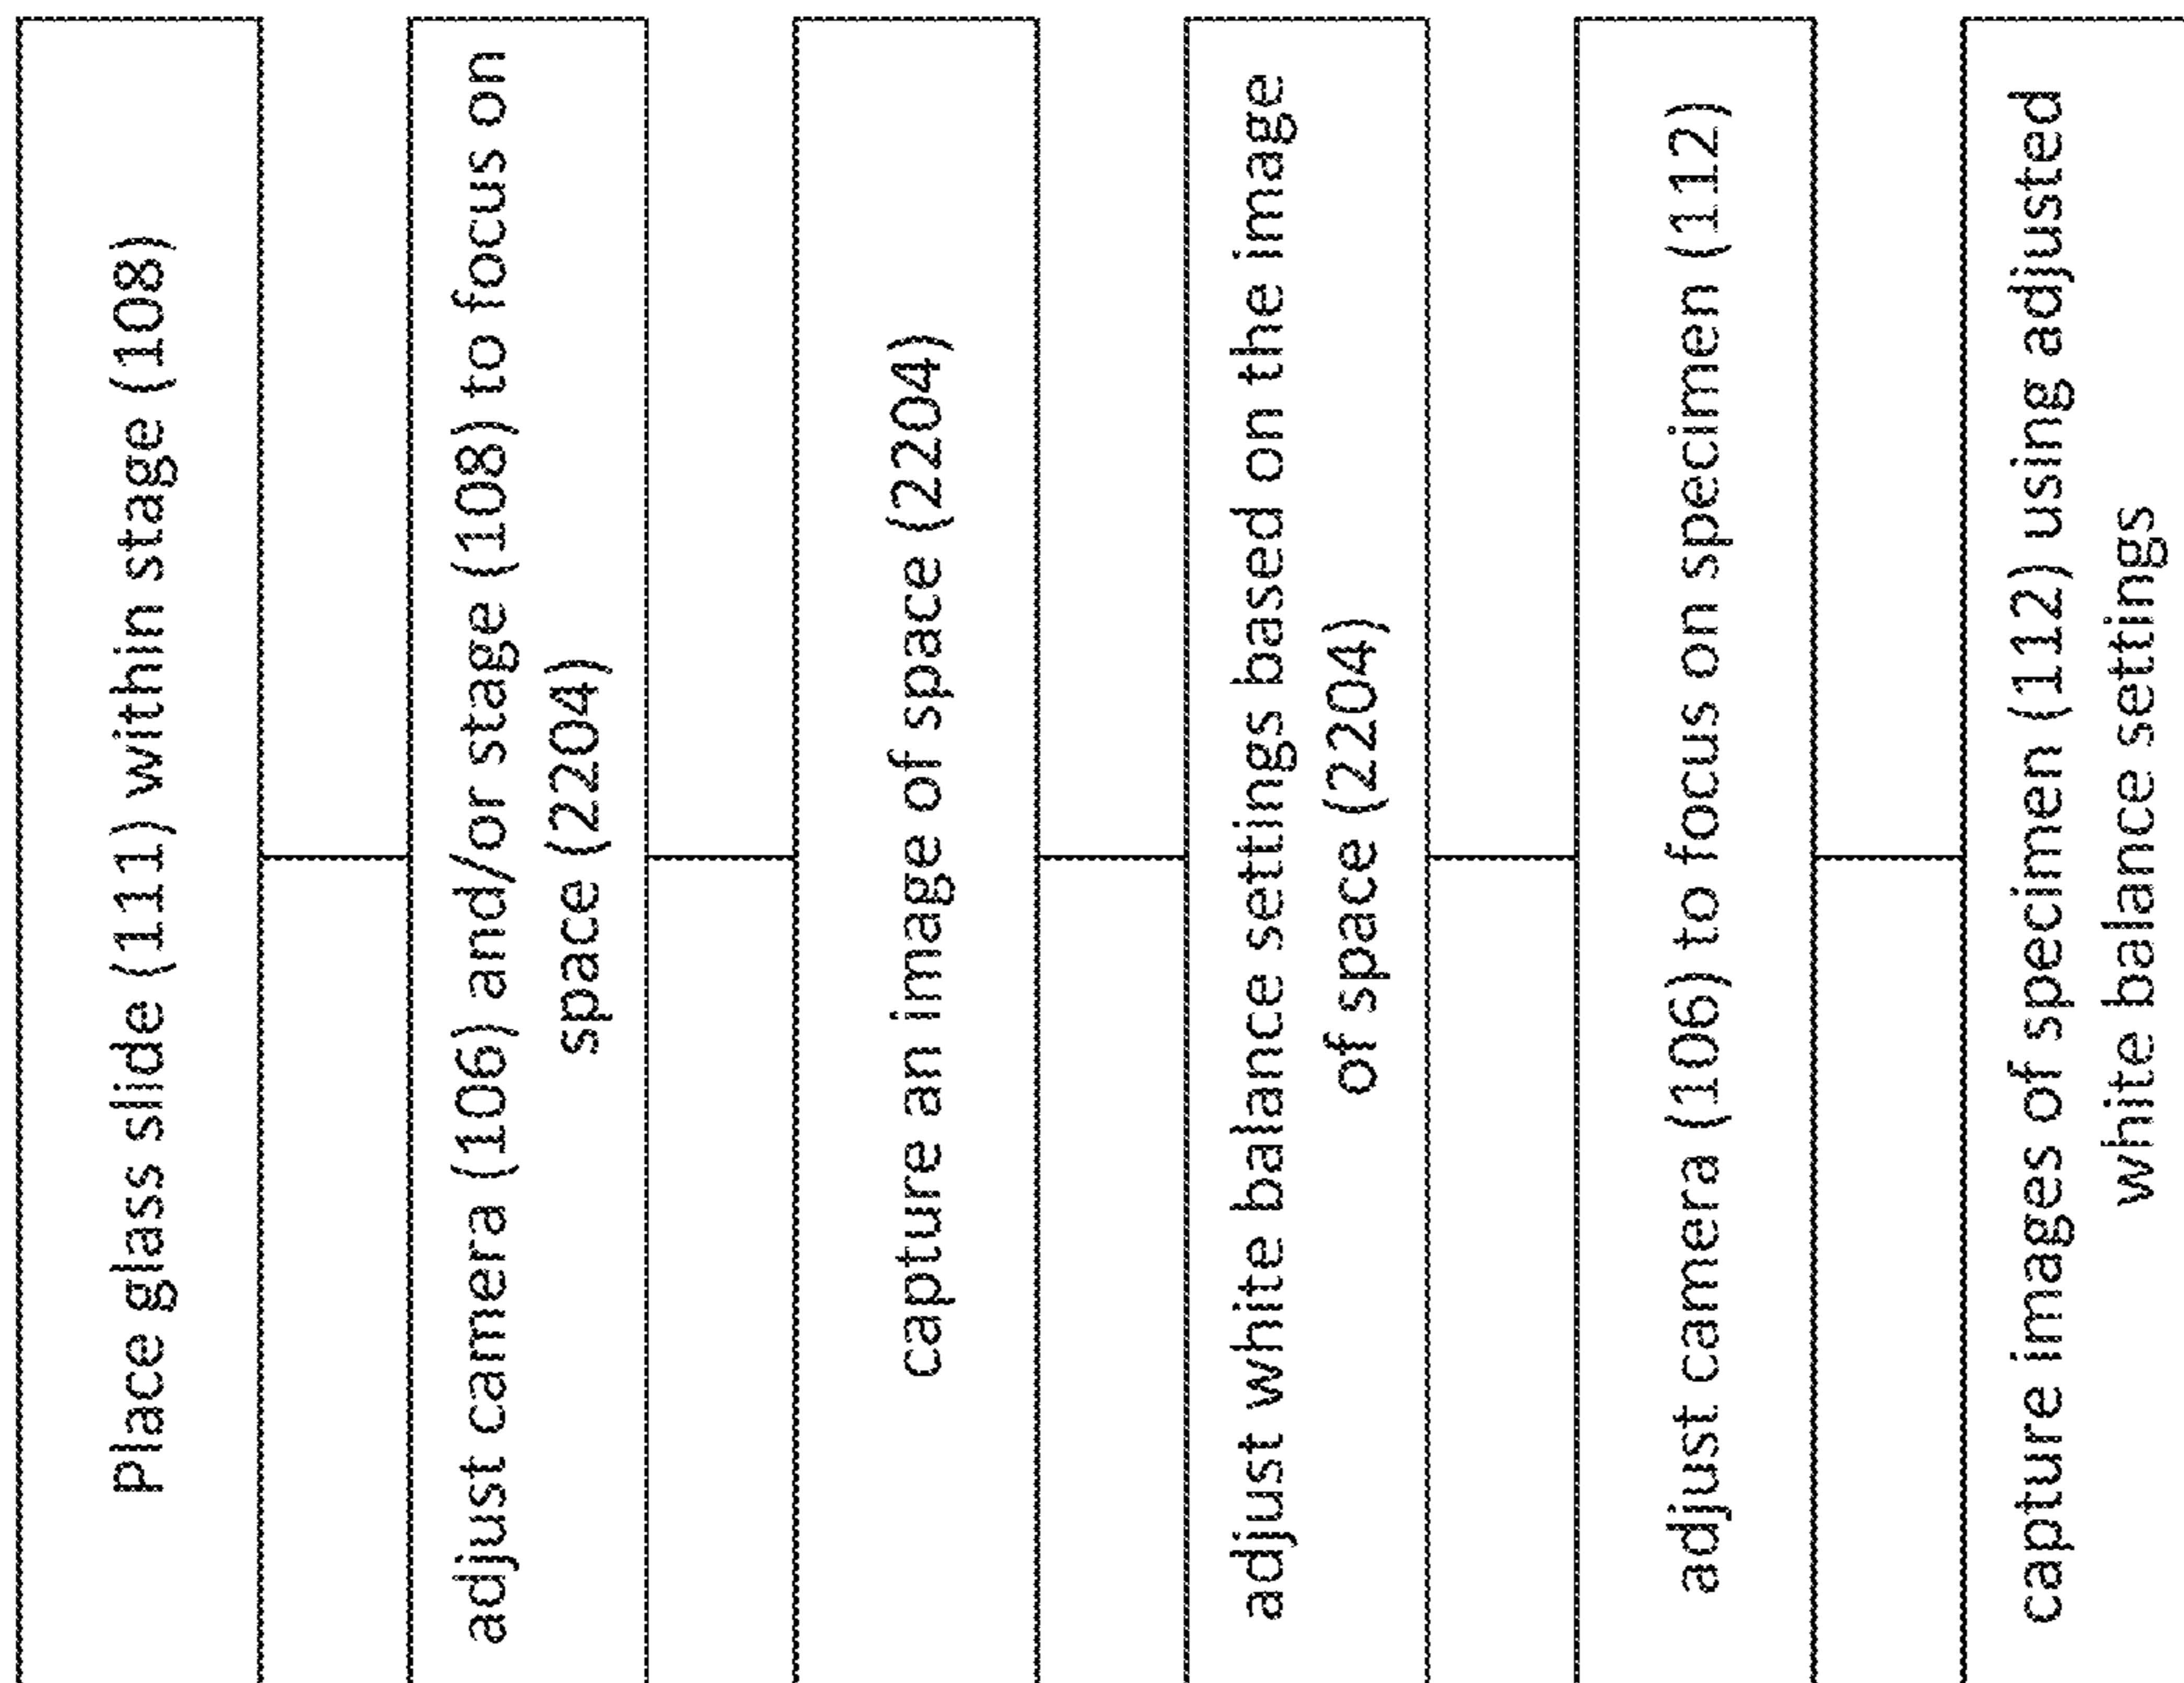 Place glass slide (111) within stage (108)
adjust camera (106) and/or stage (108) to focus on
space (2204)
capture an image of space (2204)
adjust white balance settings based on the image
of space (2204)
adjust camera (106) to focus on specimen (112)
capture images of specimen (112) using adjusted
white balance settings